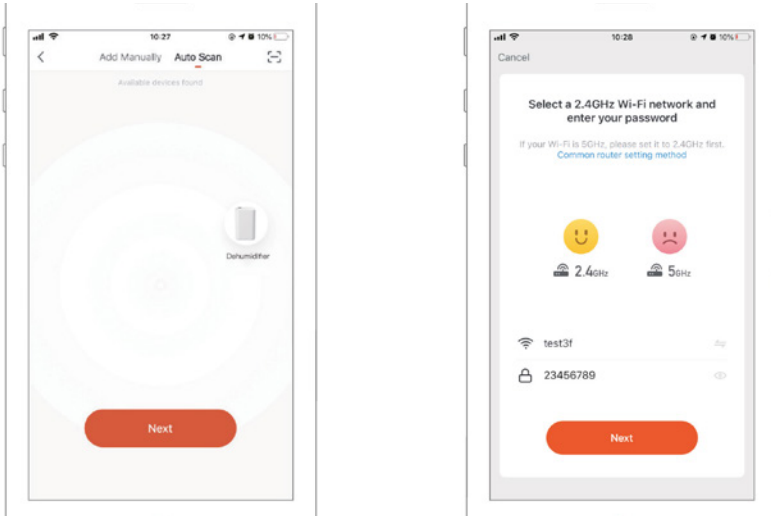 10:27
10%
Add Manually Auto Scan
Available devices found
Dehumidifier
Next
10:28
10%
Cancel
Select a 2.4GHz Wi-Fi network and
enter your password
If your Wi-Fi is 5GHz, please set it to 2.4GHz first.
Common router setting method
2.4GHz
5GHz
test3f
23456789
Next